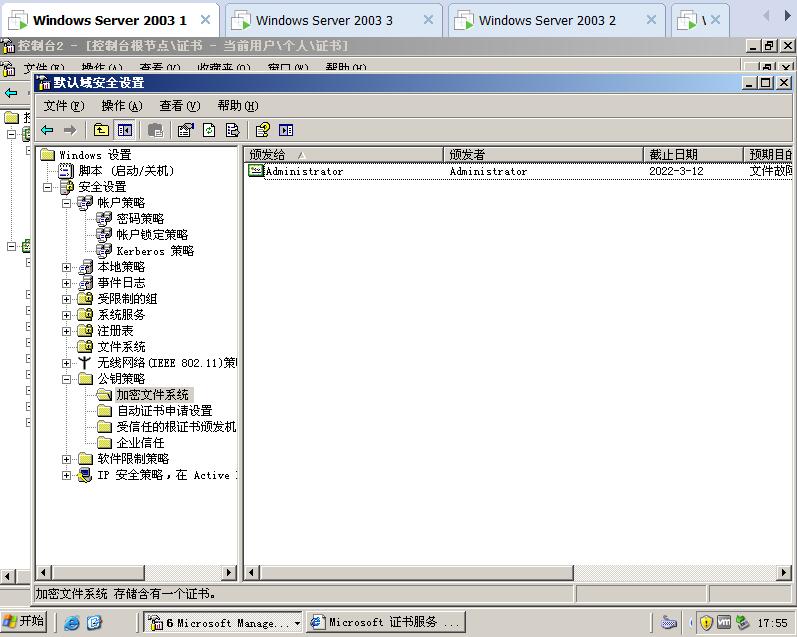 Windows Server 2003 1
Windows Server 2003 3
Windows Server 2003 2
控制台2 - [控制台根节点\证书 - 当前用户\个人\证书]
文件(F) 操作(A) 查看(V) 收藏夹(O) 窗口(W) 帮助(H)
默认域安全设置
文件(F) 操作(A) 查看(V) 帮助(H)
Windows 设置
脚本 (启动/关机)
安全设置
帐户策略
密码策略
帐户锁定策略
Kerberos 策略
本地策略
事件日志
受限制的组
系统服务
注册表
文件系统
无线网络(IEEE 802.11)策
公钥策略
加密文件系统
自动证书申请设置
受信任的根证书颁发机
企业信任
软件限制策略
IP 安全策略，在 Active
颁发给 颁发者 截止日期 预期目的
Administrator Administrator 2022-3-12 文件故障
加密文件系统 存储含有一个证书。
开始
6 Microsoft Manage...
Microsoft 证书服务 ...
17:55